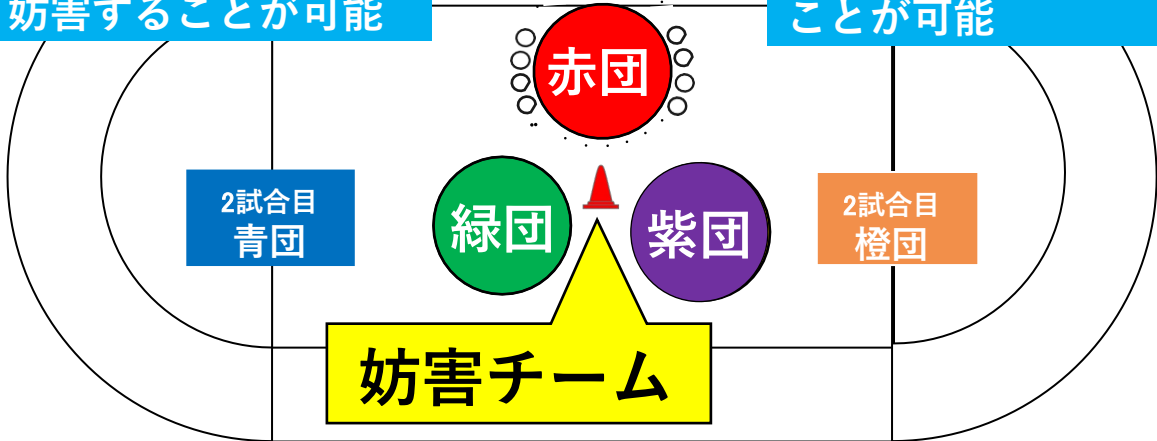 妨害することが可能
ことが可能
赤団
2試合目
青団
緑団
紫団
2試合目
橙団
妨害チーム